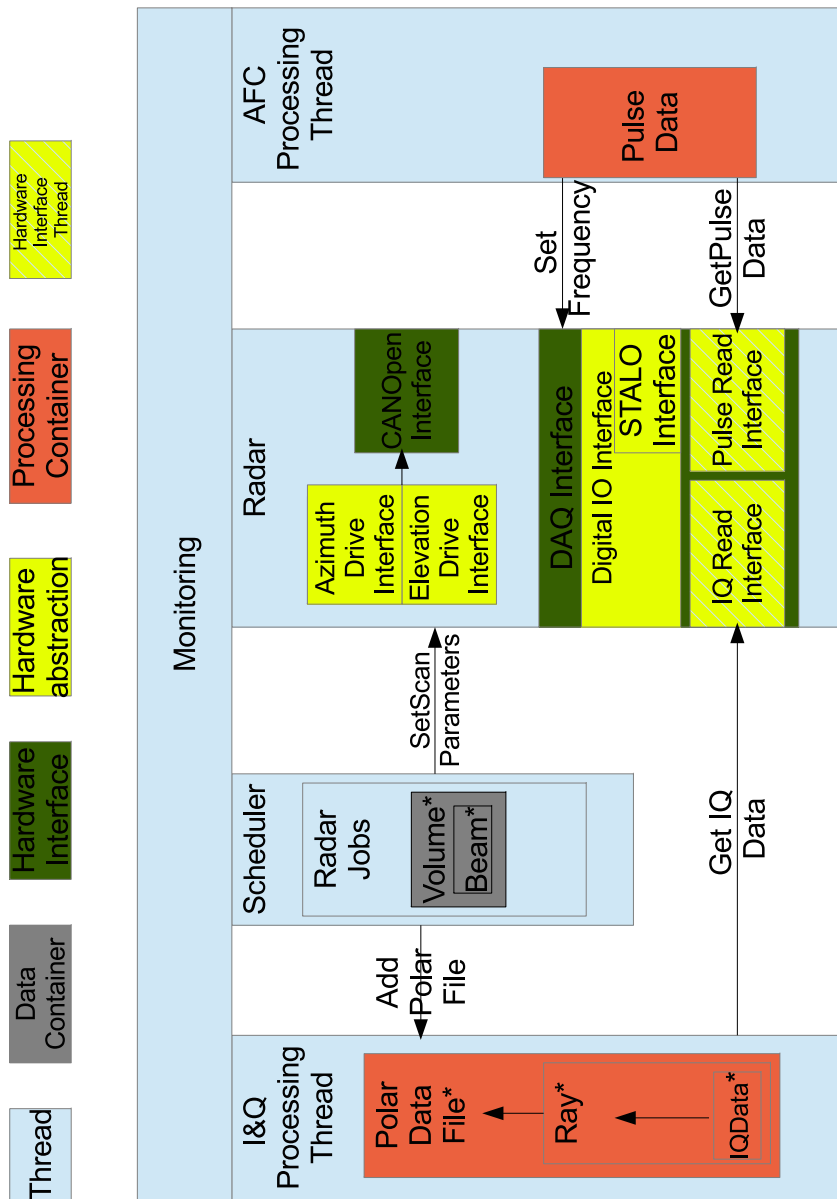 Thread
Data
Container
Hardware
Interface
Hardware
abstraction
Processing
Container
Hardware
Interface
Thread
Monitoring
I&Q
Processing
Thread
Polar
Data
File*
Ray*
IQData*
Add
Polar
File
Scheduler
Radar
Jobs
Volume*
Beam*
SetScan
Parameters
Get IQ
Data
Radar
Azimuth
Drive
Interface
Elevation
Drive
Interface
CANOpen
Interface
DAQ Interface
Digital IO Interface
STALO
Interface
IQ Read
Interface
Pulse Read
Interface
Set
Frequency
GetPulse
Data
AFC
Processing
Thread
Pulse
Data